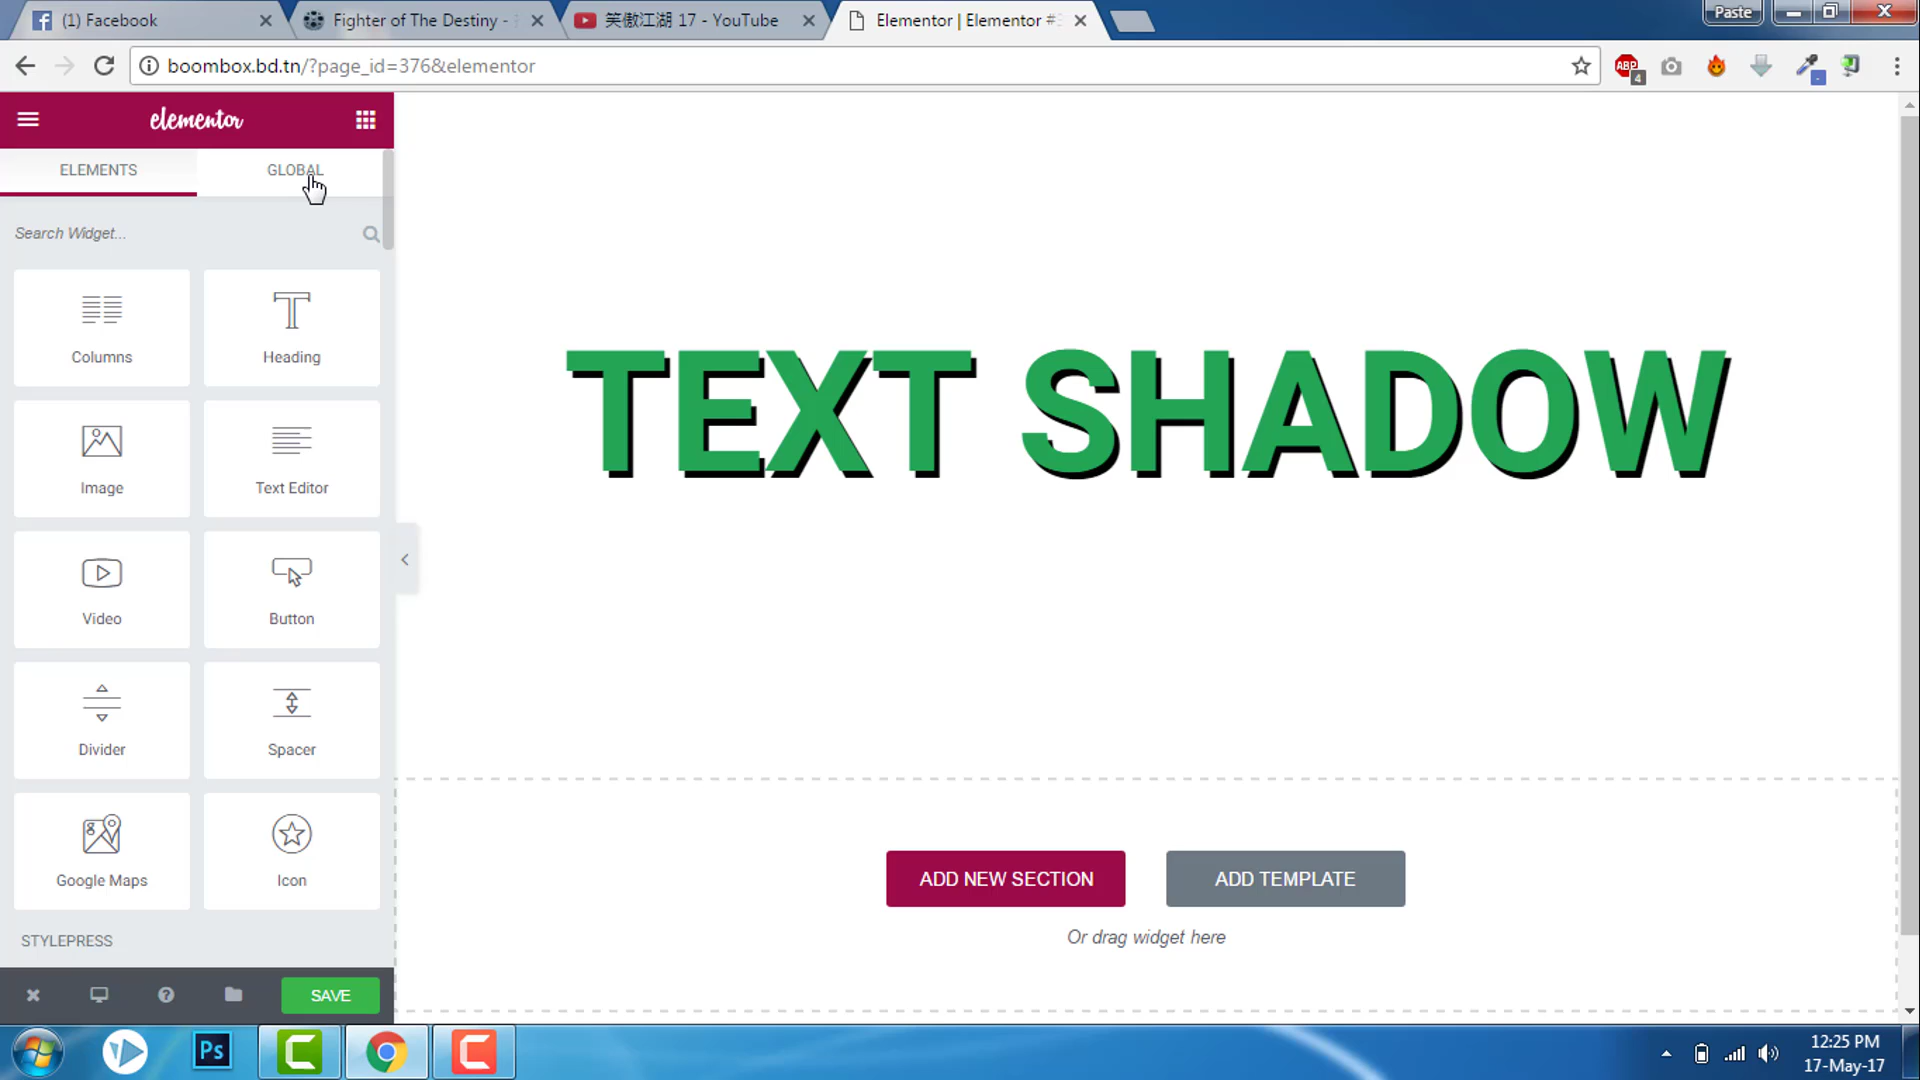 (1) Facebook
Fighter of The Destiny -
笑傲江湖 17 - YouTube
Elementor | Elementor #
Paste
boombox.bd.tn/?page_id=376&elementor
ABP
4
elementor
ELEMENTS
GLOBAL
Search Widget...
Columns
Heading
Image
Text Editor
Video
Button
Divider
Spacer
Google Maps
Icon
STYLEPRESS
SAVE
TEXT SHADOW
ADD NEW SECTION
ADD TEMPLATE
Or drag widget here
Ps
12:25 PM
17-May-17